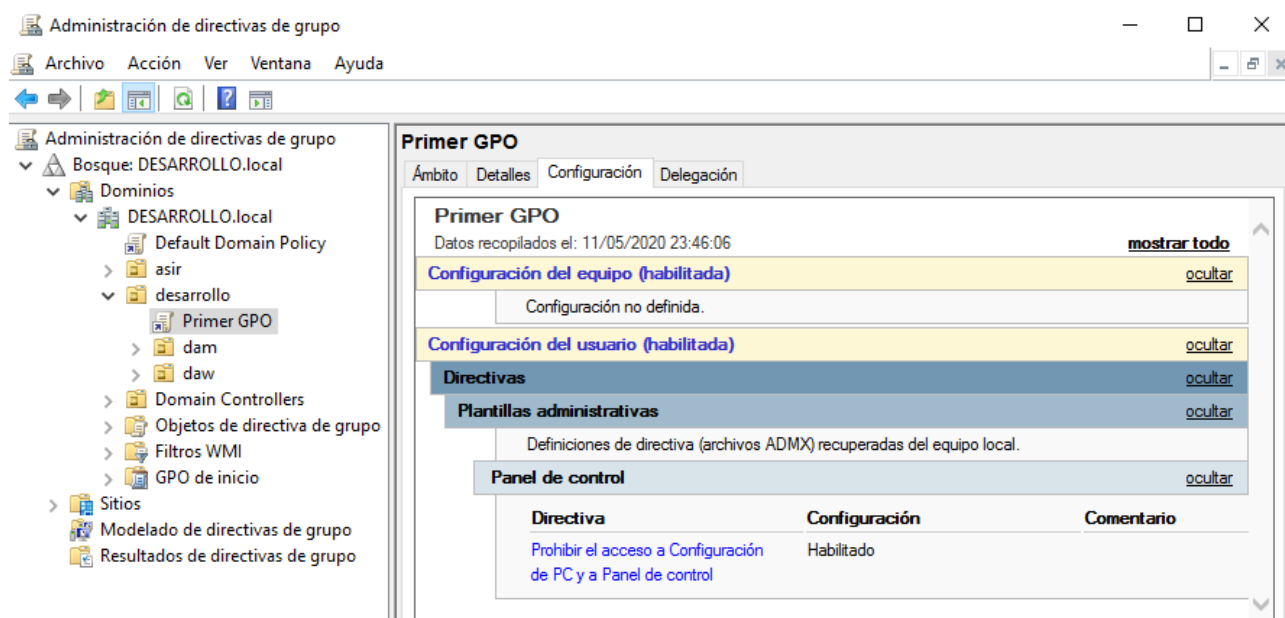 Administración de directivas de grupo
Archivo Acción Ver Ventana Ayuda
Administración de directivas de grupo
Bosque: DESARROLLO.local
Dominios
DESARROLLO.local
Default Domain Policy
asir
desarrollo
Primer GPO
dam
daw
Domain Controllers
Objetos de directiva de grupo
Filtros WMI
GPO de inicio
Sitios
Modelado de directivas de grupo
Resultados de directivas de grupo
Primer GPO
Ámbito Detalles Configuración Delegación
Primer GPO
Datos recopilados el: 11/05/2020 23:46:06 mostrar todo
Configuración del equipo (habilitada) ocultar
Configuración no definida.
Configuración del usuario (habilitada) ocultar
Directivas ocultar
Plantillas administrativas ocultar
Definiciones de directiva (archivos ADMX) recuperadas del equipo local.
Panel de control ocultar
Directiva Configuración Comentario
Prohibir el acceso a Configuración Habilitado
de PC y a Panel de control